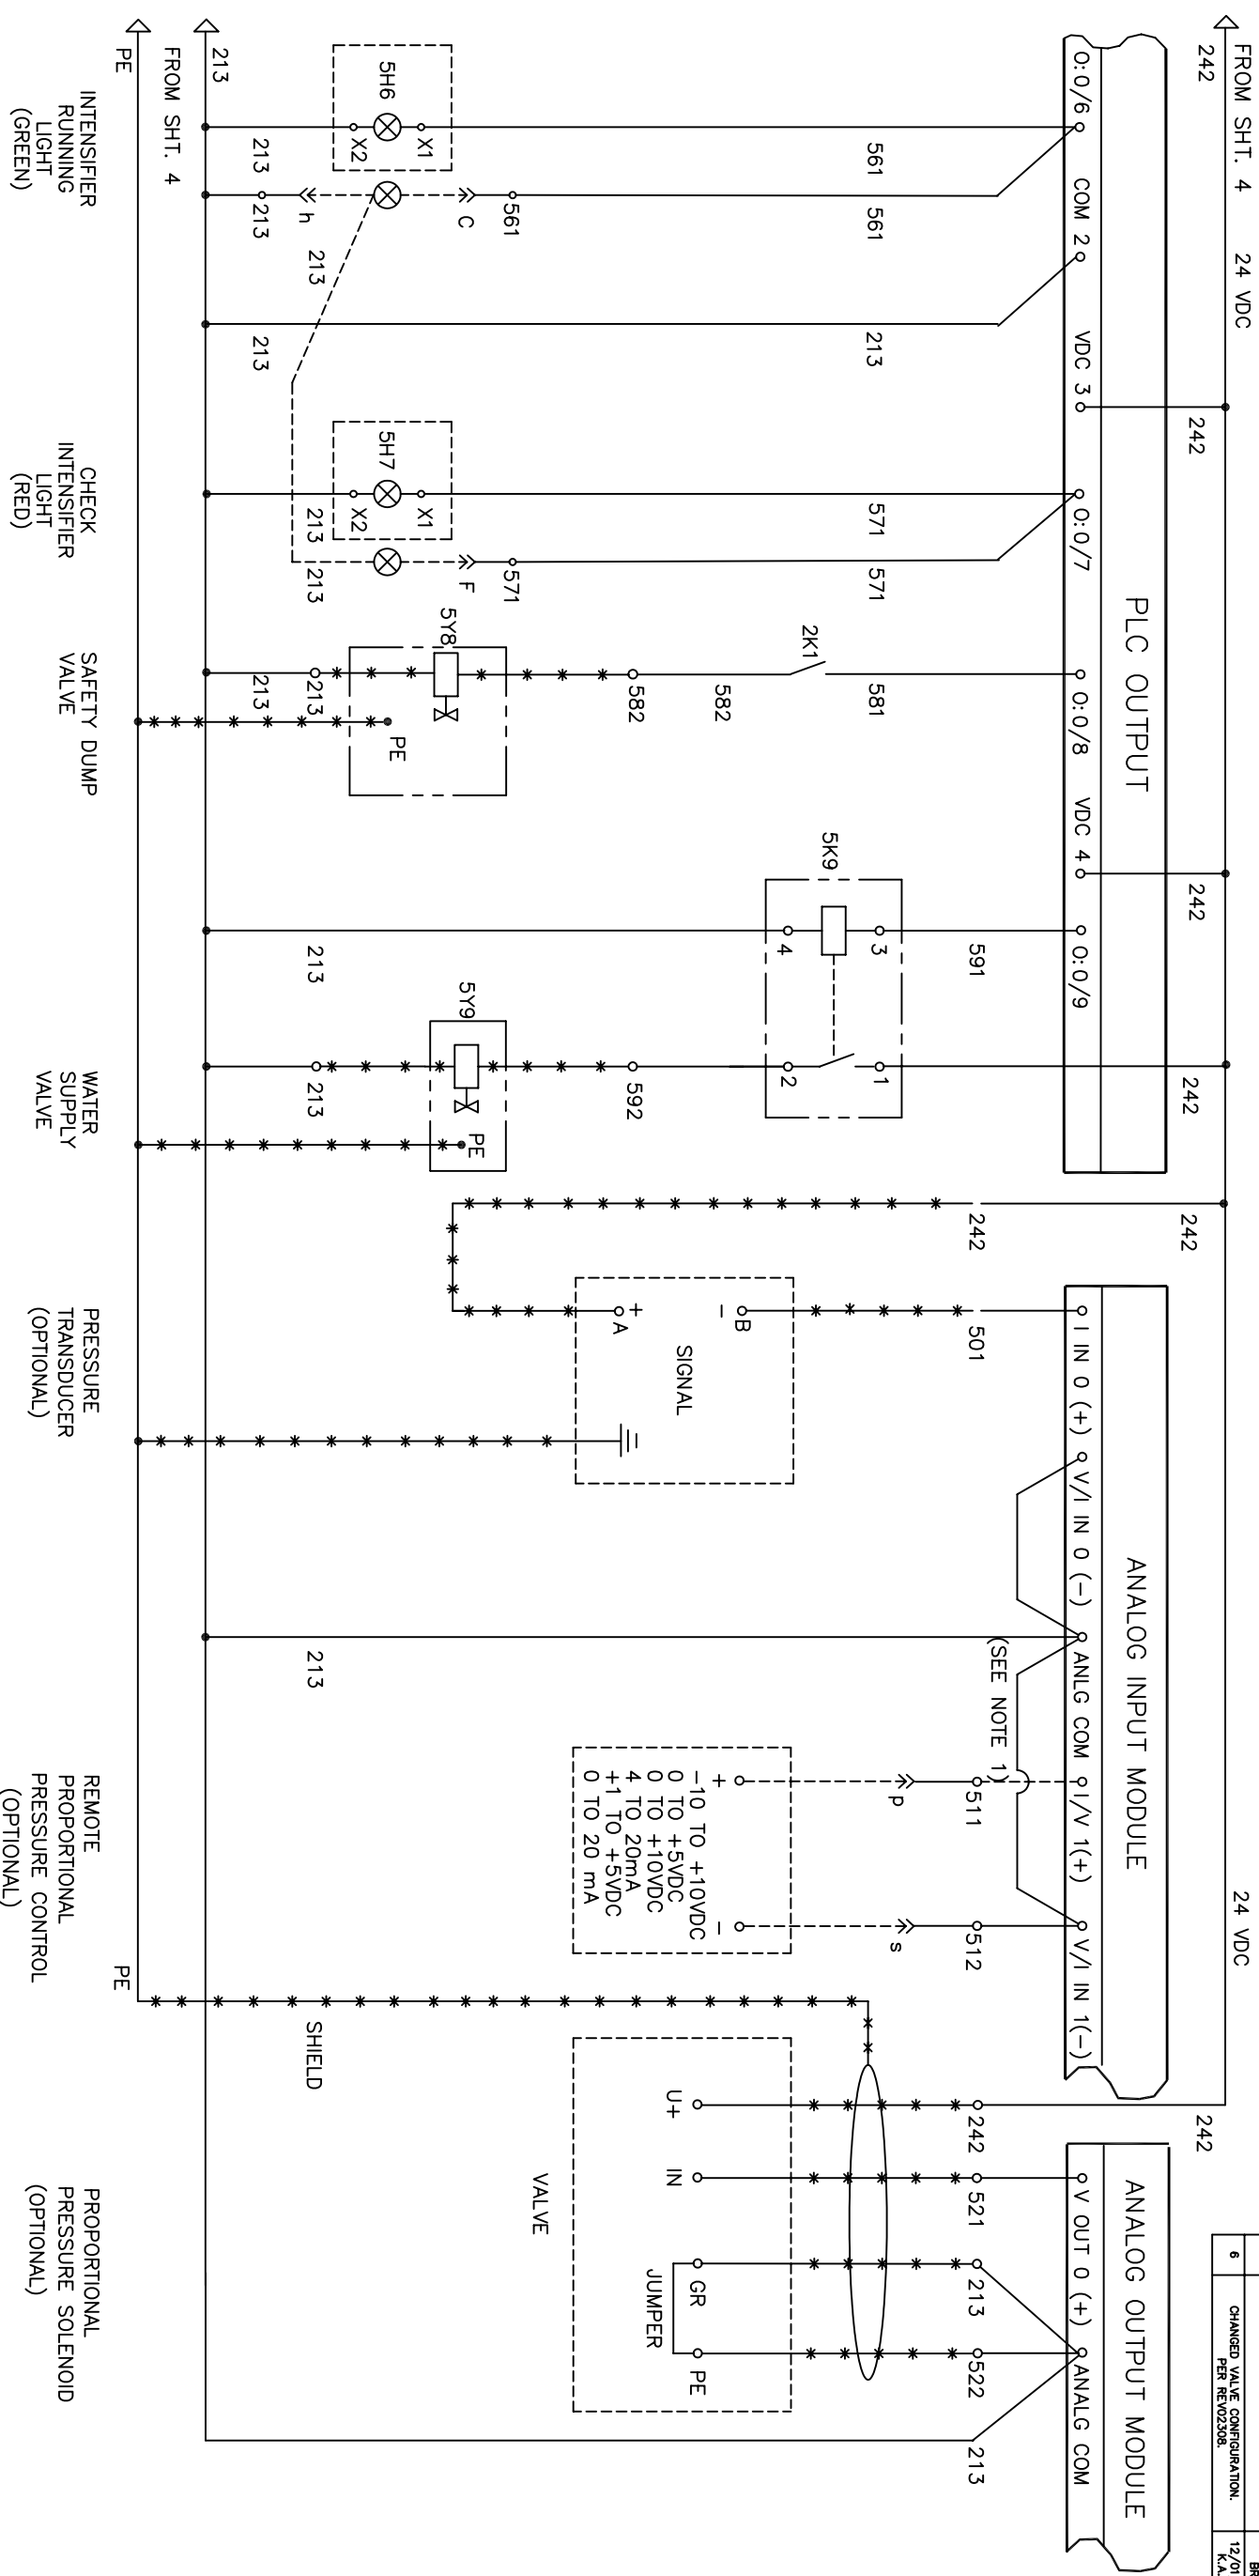 FROM SHT. 4
24 VDC
24 VDC
242
242
242
242
242
242
PLC OUTPUT
O:0/6
COM 2
VDC 3
O:0/7
O:0/8
VDC 4
O:0/9
ANALOG INPUT MODULE
I IN 0 (+)
V/I IN 0 (–)
ANLG COM
I/V 1(+)
V/I IN 1(–)
ANALOG OUTPUT MODULE
V OUT 0 (+)
ANALG COM
6
CHANGED VALVE CONFIGURATION.
PER REV02308.
561
561
213
571
571
581
591
242
501
(SEE NOTE 1)
511
512
242
521
213
522
213
2K1
582
582
5K9
3
4
1
2
592
561
C
571
F
p
s
5H6
X1
X2
h
213
213
213
213
5H7
X1
X2
213
213
5Y8
PE
213
213
213
5Y9
PE
213
+
A
–
B
SIGNAL
213
+
–
–10 TO +10VDC
0 TO +5VDC
0 TO +10VDC
4 TO 20mA
+1 TO +5VDC
0 TO 20 mA
SHIELD
U+
IN
GR
PE
JUMPER
VALVE
213
FROM SHT. 4
PE
PE
INTENSIFIER
RUNNING
LIGHT
(GREEN)
CHECK
INTENSIFIER
LIGHT
(RED)
SAFETY DUMP
VALVE
WATER
SUPPLY
VALVE
PRESSURE
TRANSDUCER
(OPTIONAL)
REMOTE
PROPORTIONAL
PRESSURE CONTROL
(OPTIONAL)
PROPORTIONAL
PRESSURE SOLENOID
(OPTIONAL)